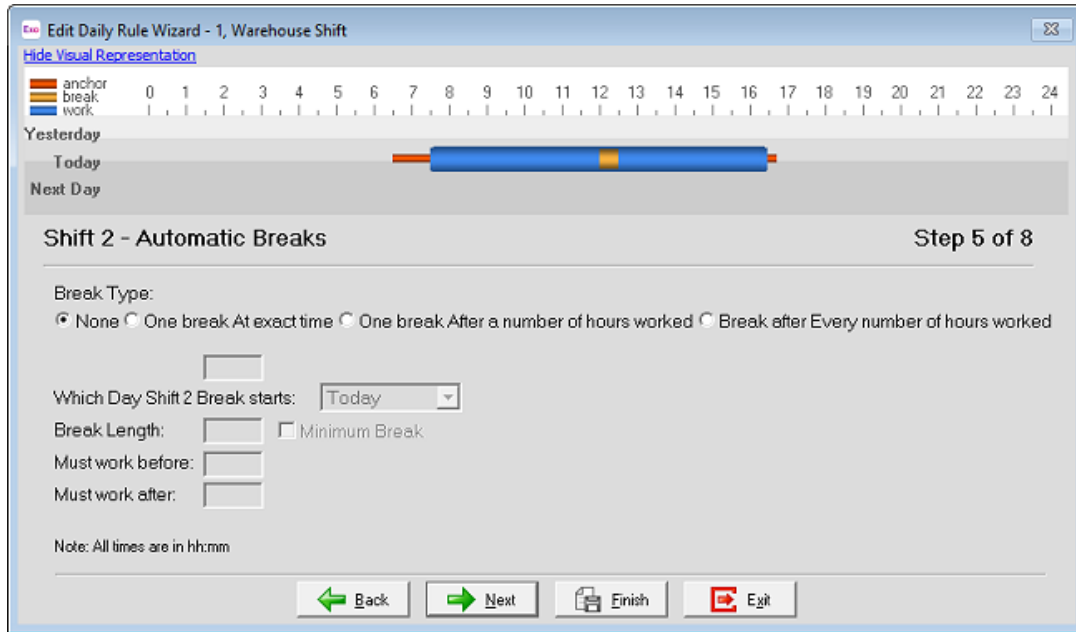 Exo Edit Daily Rule Wizard - 1, Warehouse Shift
Hide Visual Representation
anchor
break
work
0 1 2 3 4 5 6 7 8 9 10 11 12 13 14 15 16 17 18 19 20 21 22 23 24
Yesterday
Today
Next Day
Shift 2 - Automatic Breaks Step 5 of 8
Break Type:
None One break At exact time One break After a number of hours worked Break after Every number of hours worked
Which Day Shift 2 Break starts: Today
Break Length: Minimum Break
Must work before:
Must work after:
Note: All times are in hh:mm
Back Next Finish Exit